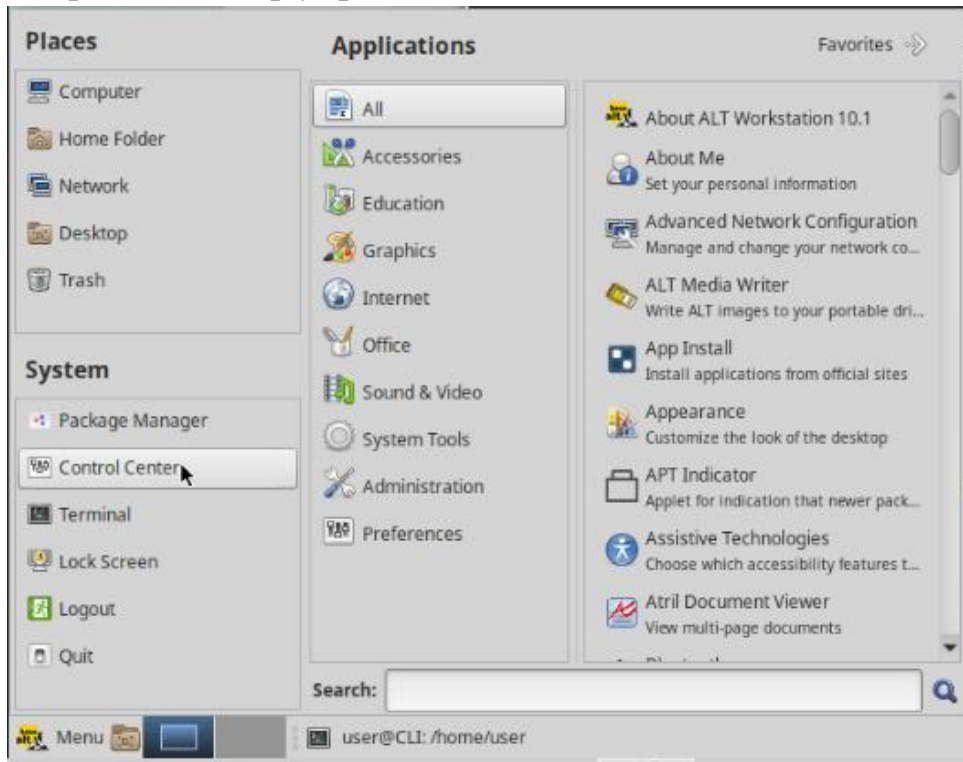 Places
Computer
Home Folder
Network
Desktop
Trash
System
Package Manager
Control Center
Terminal
Lock Screen
Logout
Quit
Applications
Favorites
All
Accessories
Education
Graphics
Internet
Office
Sound & Video
System Tools
Administration
Preferences
About ALT Workstation 10.1
About Me
Set your personal information
Advanced Network Configuration
Manage and change your network co...
ALT Media Writer
Write ALT images to your portable dri...
App Install
Install applications from official sites
Appearance
Customize the look of the desktop
APT Indicator
Applet for indication that newer pack...
Assistive Technologies
Choose which accessibility features t...
Atril Document Viewer
View multi-page documents
Search:
Menu
user@CLI: /home/user